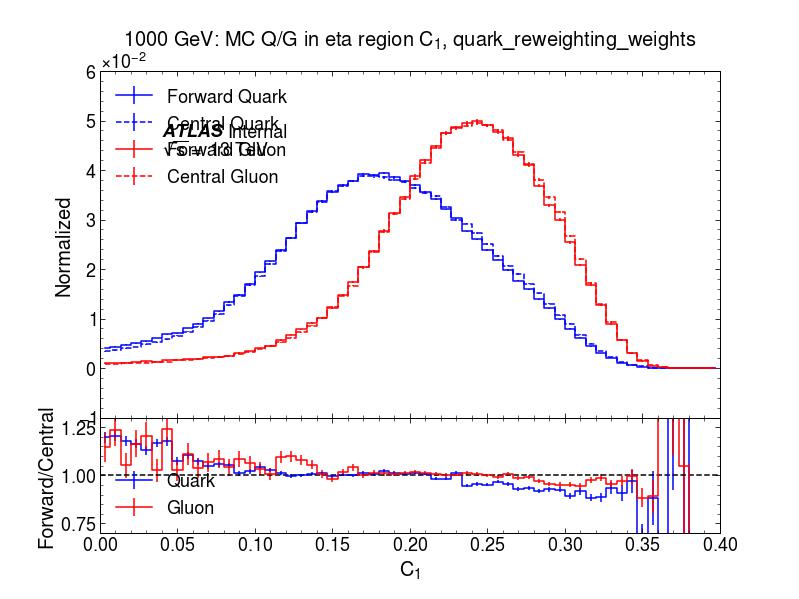 1000 GeV: MC Q/G in eta region C₁, quark_reweighting_weights
×10⁻²
6
5
4
3
2
1
0
−1
Normalized
Forward Quark
Central Quark
ATLAS Internal
Forward Gluon
√s = 13 TeV
Central Gluon
1.25
1.00
0.75
Forward/Central
Quark
Gluon
0.00 0.05 0.10 0.15 0.20 0.25 0.30 0.35 0.40
C₁